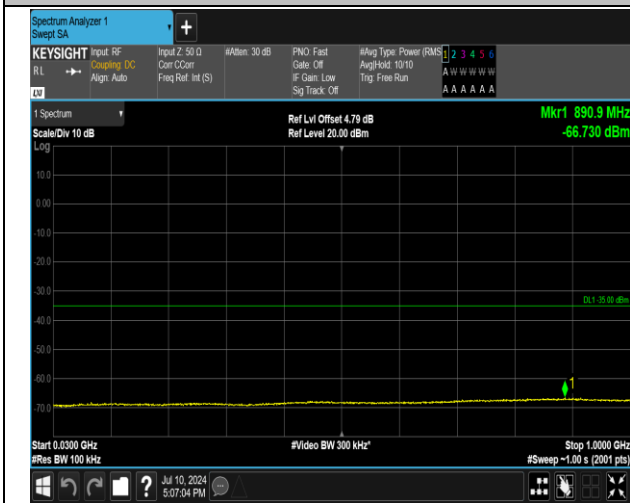 Spectrum Analyzer 1
Swept SA
+
KEYSIGHT Input: RF Input Z: 50 Ω #Atten: 30 dB PNO: Fast #Avg Type: Power (RMS 1 2 3 4 5 6
RL Coupling: DC Corr CCorr Gate: Off Avg|Hold: 10/10 A W W W W W
Align: Auto Freq Ref: Int (S) IF Gain: Low Trig: Free Run
LXI Sig Track: Off A A A A A A
1 Spectrum Ref Lvl Offset 4.79 dB Mkr1 890.9 MHz
Scale/Div 10 dB Ref Level 20.00 dBm -66.730 dBm
Log
10.0
0.00
-10.0
-20.0
-30.0
DL1 -35.00 dBm
-40.0
-50.0
-60.0
1
-70.0
Start 0.0300 GHz #Video BW 300 kHz* Stop 1.0000 GHz
#Res BW 100 kHz #Sweep ~1.00 s (2001 pts)
? Jul 10, 2024
5:07:04 PM